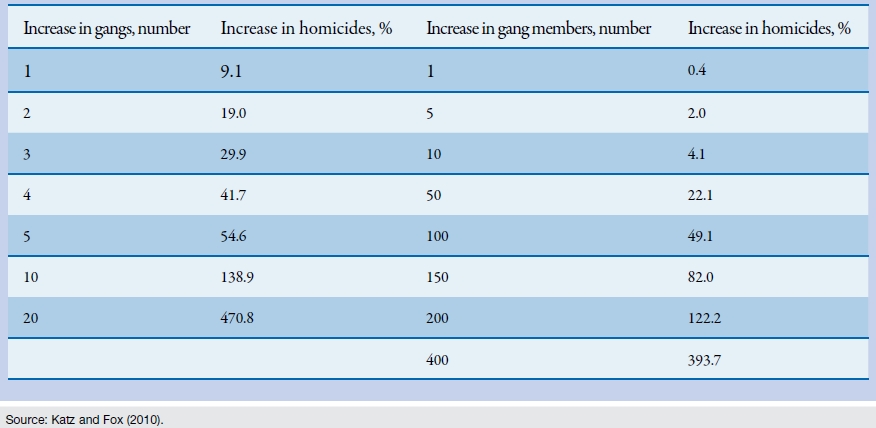 Increase in gangs, number Increase in homicides, % Increase in gang members, number Increase in homicides, %
1 9.1 1 0.4
2 19.0 5 2.0
3 29.9 10 4.1
4 41.7 50 22.1
5 54.6 100 49.1
10 138.9 150 82.0
20 470.8 200 122.2
400 393.7
Source: Katz and Fox (2010).